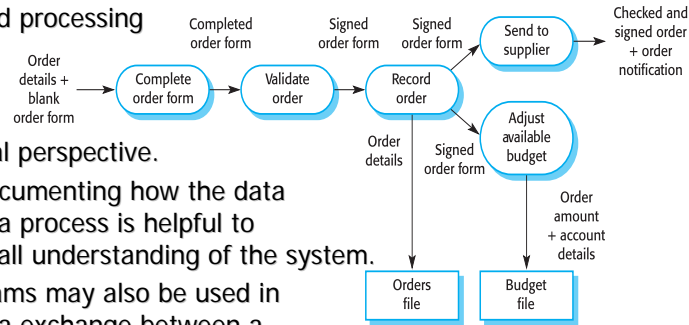 d processing
Completed
order form
Signed
order form
Signed
order form
Send to
supplier
Checked and
signed order
+ order
notification
Order
details +
blank
order form
Complete
order form
Validate
order
Record
order
Adjust
available
budget
Order
details
Signed
order form
al perspective.
cumenting how the data
a process is helpful to
all understanding of the system.
Order
amount
+ account
details
Orders
file
Budget
file
ams may also be used in
a exchange between a